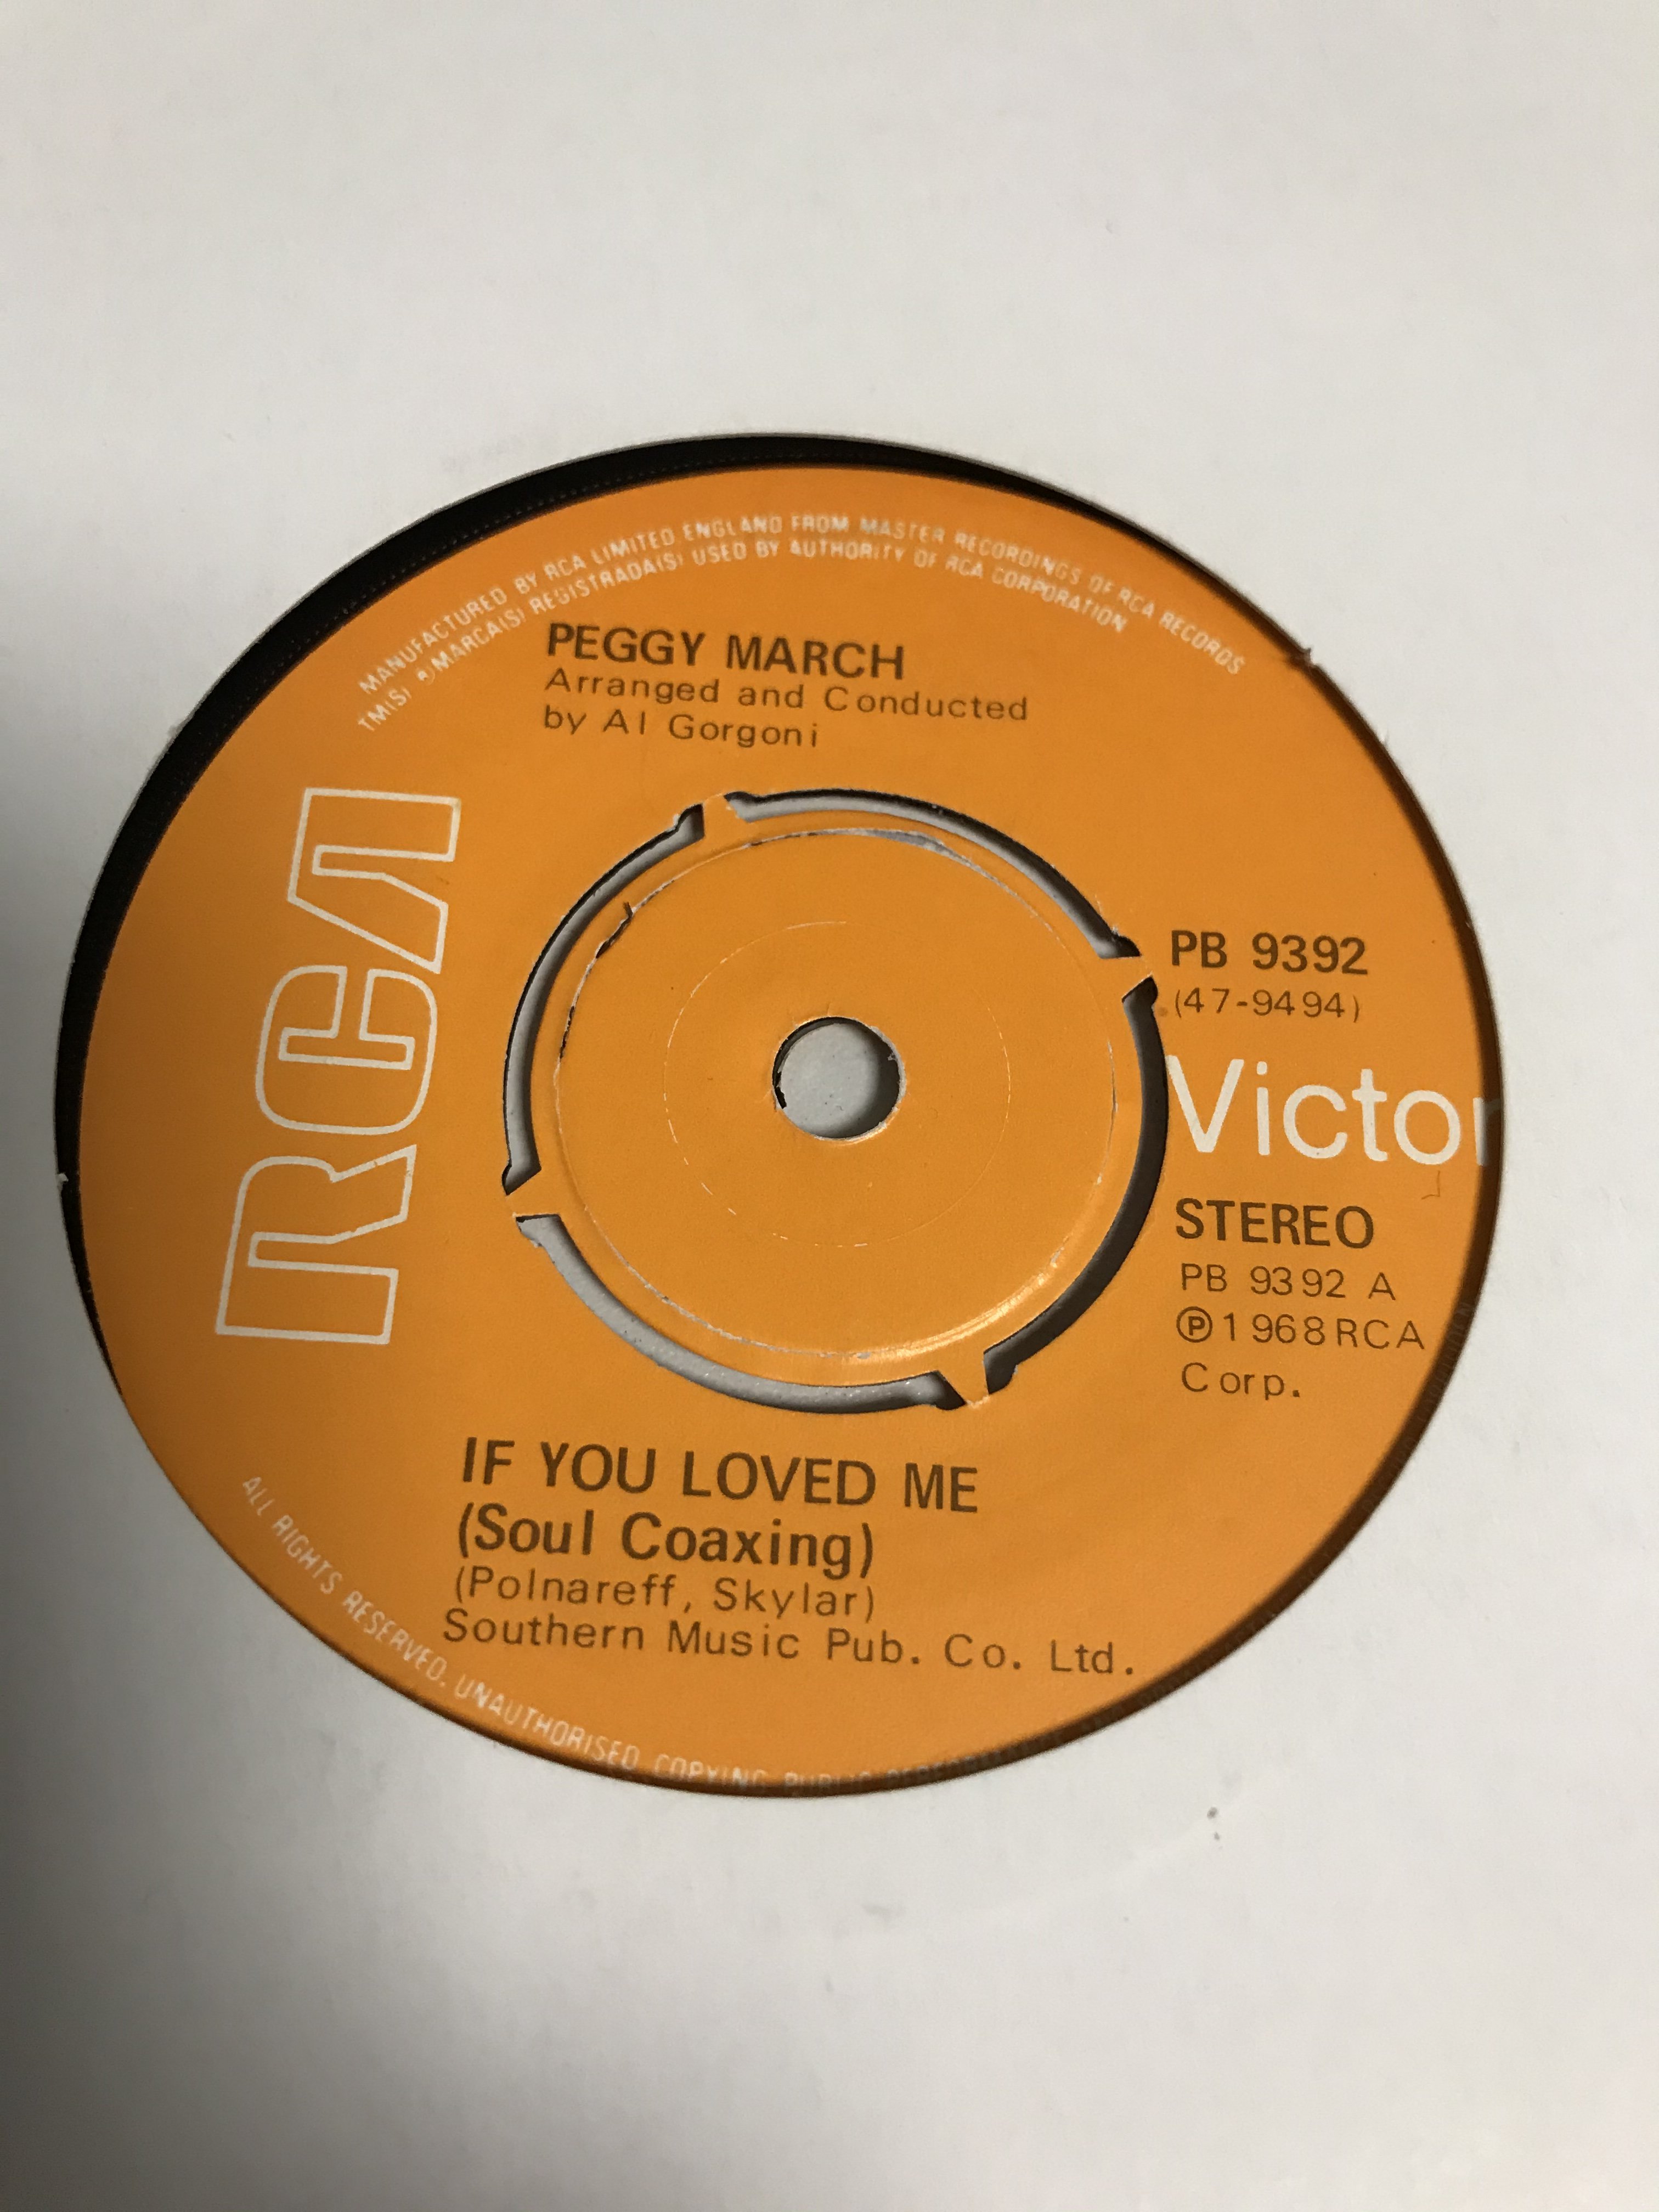 MANUFACTURED BY RCA LIMITED ENGLAND FROM MASTER RECORDINGS OF RCA RECORDS
TM(S) ® MARCA(S) REGISTRADA(S) USED BY AUTHORITY OF RCA CORPORATION
PEGGY MARCH
Arranged and Conducted
by Al Gorgoni
RCA
PB 9392
(47-9494)
Victor
STEREO
PB 9392 A
℗1968 RCA
Corp.
IF YOU LOVED ME
(Soul Coaxing)
(Polnareff, Skylar)
Southern Music Pub. Co. Ltd.
ALL RIGHTS RESERVED. UNAUTHORISED COPYING PUBLIC